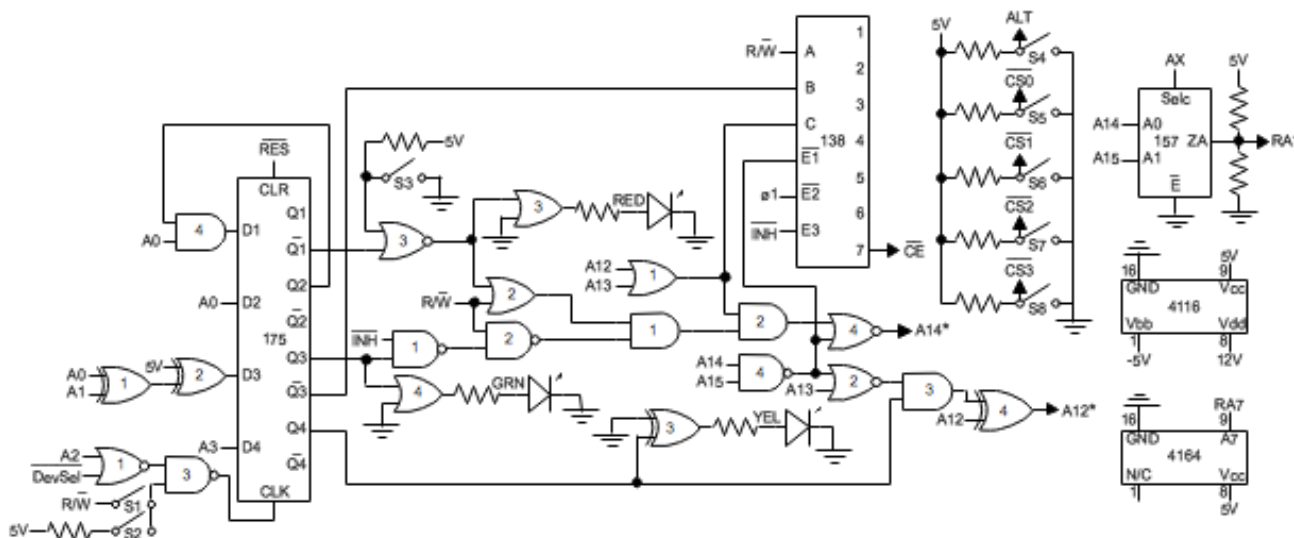 RES
CLR
A0
4
D1
Q1
Q1
Q2
A0
D2
Q2
175
Q3
A0
A1
1
5V
2
D3
Q3
Q4
A3
D4
Q4
A2
DevSel
1
3
CLK
R/W
S1
5V
S2
5V
S3
3
3
RED
R/W
2
INH
1
2
4
GRN
A12
A13
1
1
2
4
A14*
A14
A15
4
A13
2
3
3
YEL
A12
4
A12*
R/W
A
B
C
E1
ø1
E2
INH
E3
138
1
2
3
4
5
6
7
CE
5V
ALT
S4
CS0
S5
CS1
S6
CS2
S7
CS3
S8
AX
Selc
A14
A0
157
ZA
A15
A1
E
5V
16
5V
9
GND
Vcc
4116
Vbb
Vdd
1
8
-5V
12V
16
RA7
9
GND
A7
4164
N/C
Vcc
1
8
5V